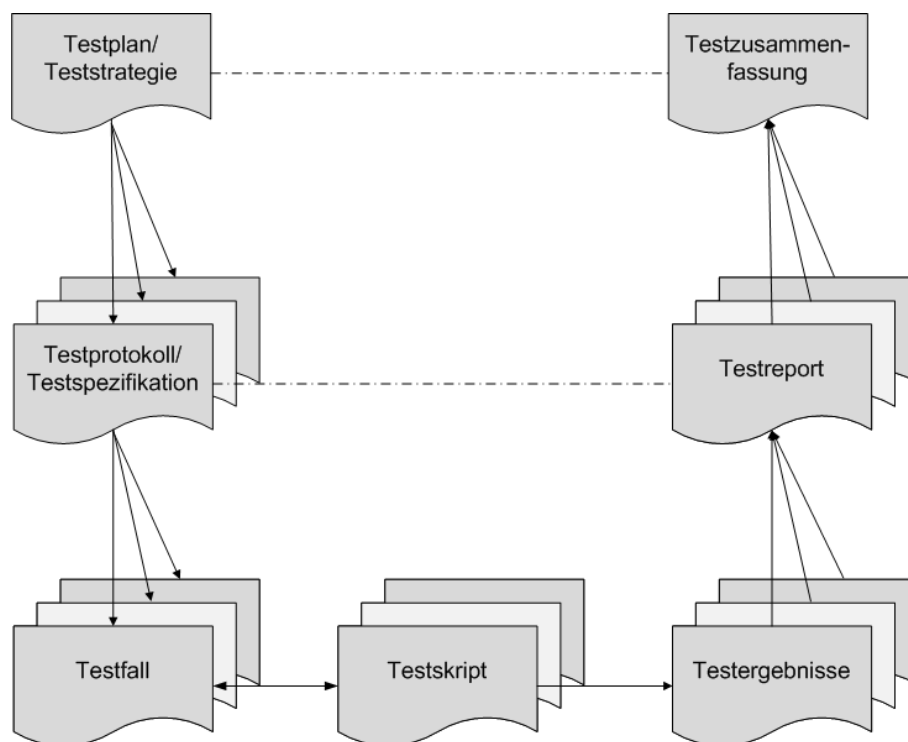 Testplan/
Teststrategie
Testzusammen-
fassung
Testprotokoll/
Testspezifikation
Testreport
Testfall
Testskript
Testergebnisse